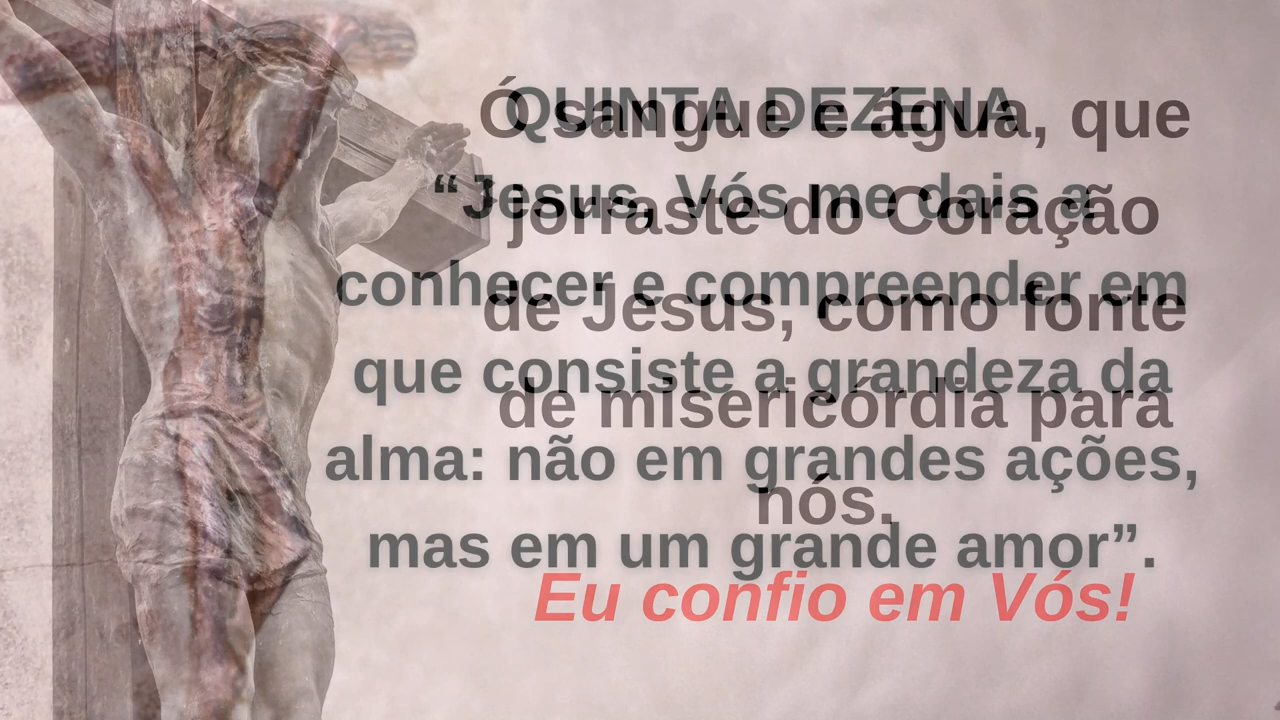 QUINTA DEZENA
“Jesus, Vós me dais a
conhecer e compreender em
que consiste a grandeza da
alma: não em grandes ações,
mas em um grande amor”.
Ó sangue e água, que
jorraste do Coração
de Jesus, como fonte
de misericórdia para
nós.
Eu confio em Vós!